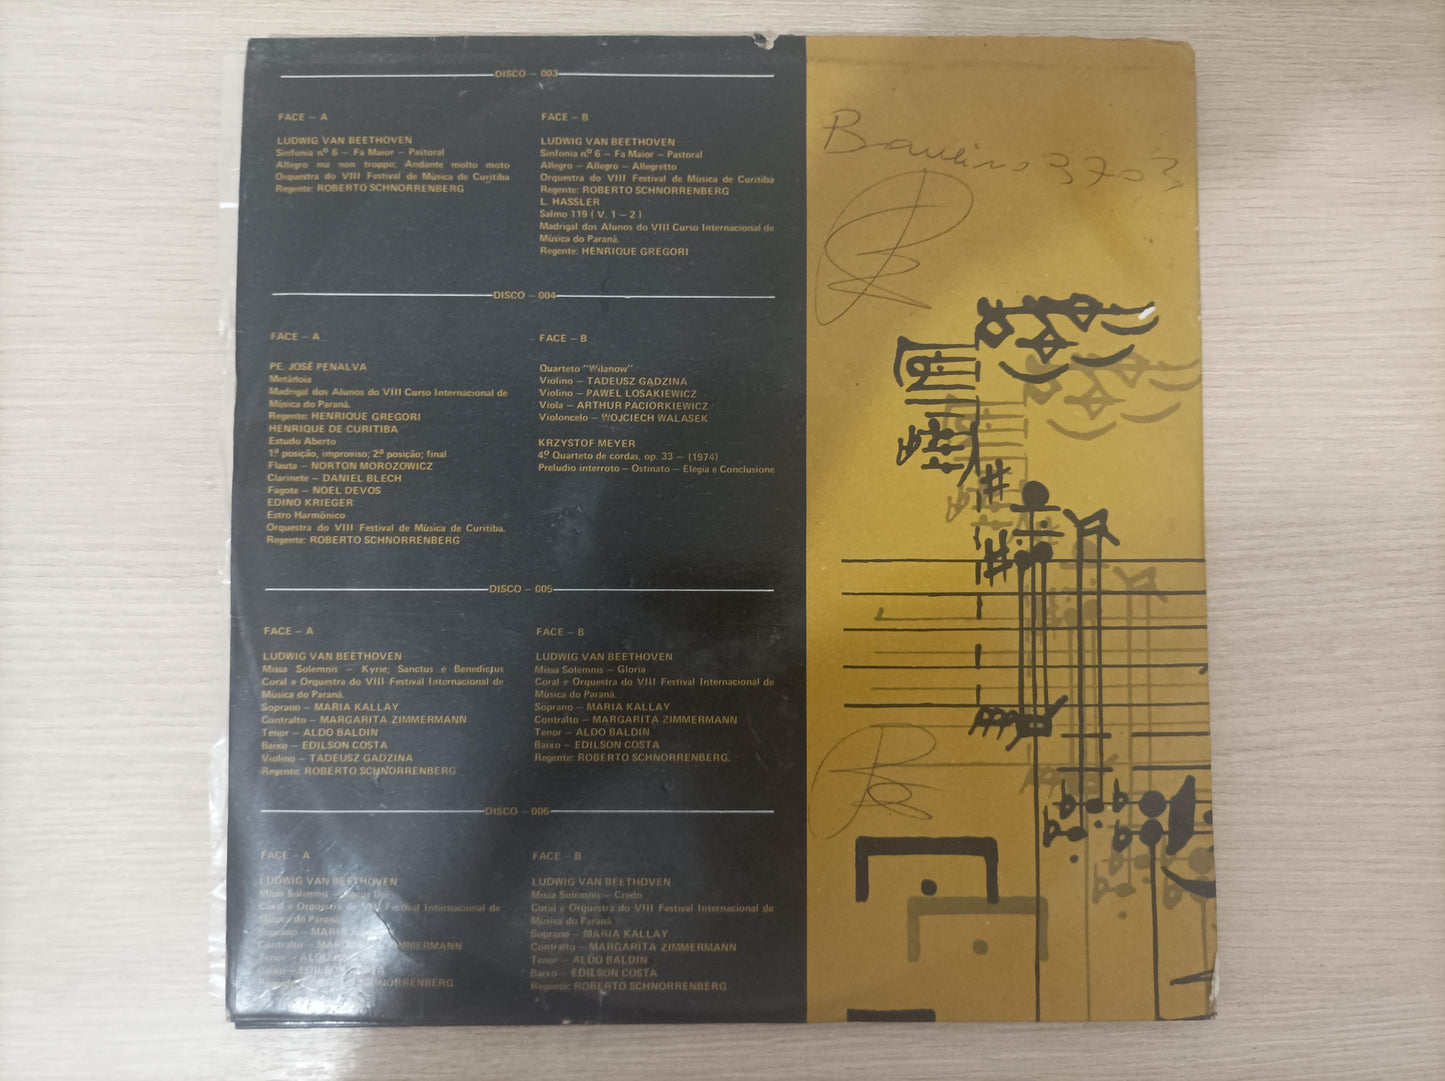 DISCO — 003
FACE — A
LUDWIG VAN BEETHOVEN
Sinfonia nº 6 — Fa Maior — Pastoral
Allegro ma non troppo; Andante molto moto
Orquestra do VIII Festival de Música de Curitiba
Regente: ROBERTO SCHNORRENBERG
FACE — B
LUDWIG VAN BEETHOVEN
Sinfonia nº 6 — Fa Maior — Pastoral
Allegro — Allegro — Allegretto
Orquestra do VIII Festival de Música de Curitiba
Regente: ROBERTO SCHNORRENBERG
L. HASSLER
Salmo 119 ( V. 1 — 2 )
Madrigal dos Alunos do VIII Curso Internacional de
Música do Paraná.
Regente: HENRIQUE GREGORI
DISCO — 004
FACE — A
PE. JOSÉ PENALVA
Metánoia
Madrigal dos Alunos do VIII Curso Internacional de
Música do Paraná.
Regente: HENRIQUE GREGORI
HENRIQUE DE CURITIBA
Estudo Aberto
1ª posição, improviso; 2ª posição; final
Flauta — NORTON MOROZOWICZ
Clarinete — DANIEL BLECH
Fagote — NOEL DEVOS
EDINO KRIEGER
Estro Harmônico
Orquestra do VIII Festival de Música de Curitiba.
Regente: ROBERTO SCHNORRENBERG
FACE — B
Quarteto "Wilanow"
Violino — TADEUSZ GADZINA
Violino — PAWEL LOSAKIEWICZ
Viola — ARTHUR PACIORKIEWICZ
Violoncelo — WOJCIECH WALASEK
KRZYSTOF MEYER
4º Quarteto de cordas, op. 33 — (1974)
Preludio interroto — Ostinato — Elegia e Conclusione
DISCO — 005
FACE — A
LUDWIG VAN BEETHOVEN
Missa Solemnis — Kyrie; Sanctus e Benedictus
Coral e Orquestra do VIII Festival Internacional de
Música do Paraná.
Soprano — MARIA KALLAY
Contralto — MARGARITA ZIMMERMANN
Tenor — ALDO BALDIN
Baixo — EDILSON COSTA
Violino — TADEUSZ GADZINA
Regente: ROBERTO SCHNORRENBERG
FACE — B
LUDWIG VAN BEETHOVEN
Missa Solemnis — Gloria
Coral e Orquestra do VIII Festival Internacional de
Música do Paraná.
Soprano — MARIA KALLAY
Contralto — MARGARITA ZIMMERMANN
Tenor — ALDO BALDIN
Baixo — EDILSON COSTA
Regente: ROBERTO SCHNORRENBERG.
DISCO — 006
FACE — A
LUDWIG VAN BEETHOVEN
Missa Solemnis — Dei
Coral e Orquestra do VIII Festival Internacional de
Música do Paraná.
Soprano — MARIA
Contralto — ZIMMERMANN
Tenor — ALDO
Baixo — EDILSON COSTA
SCHNORRENBERG
FACE — B
LUDWIG VAN BEETHOVEN
Missa Solemnis — Credo
Coral e Orquestra do VIII Festival Internacional de
Música do Paraná.
Soprano — MARIA KALLAY
Contralto — MARGARITA ZIMMERMANN
Tenor — ALDO BALDIN
Baixo — EDILSON COSTA
Regente: ROBERTO SCHNORRENBERG
3703